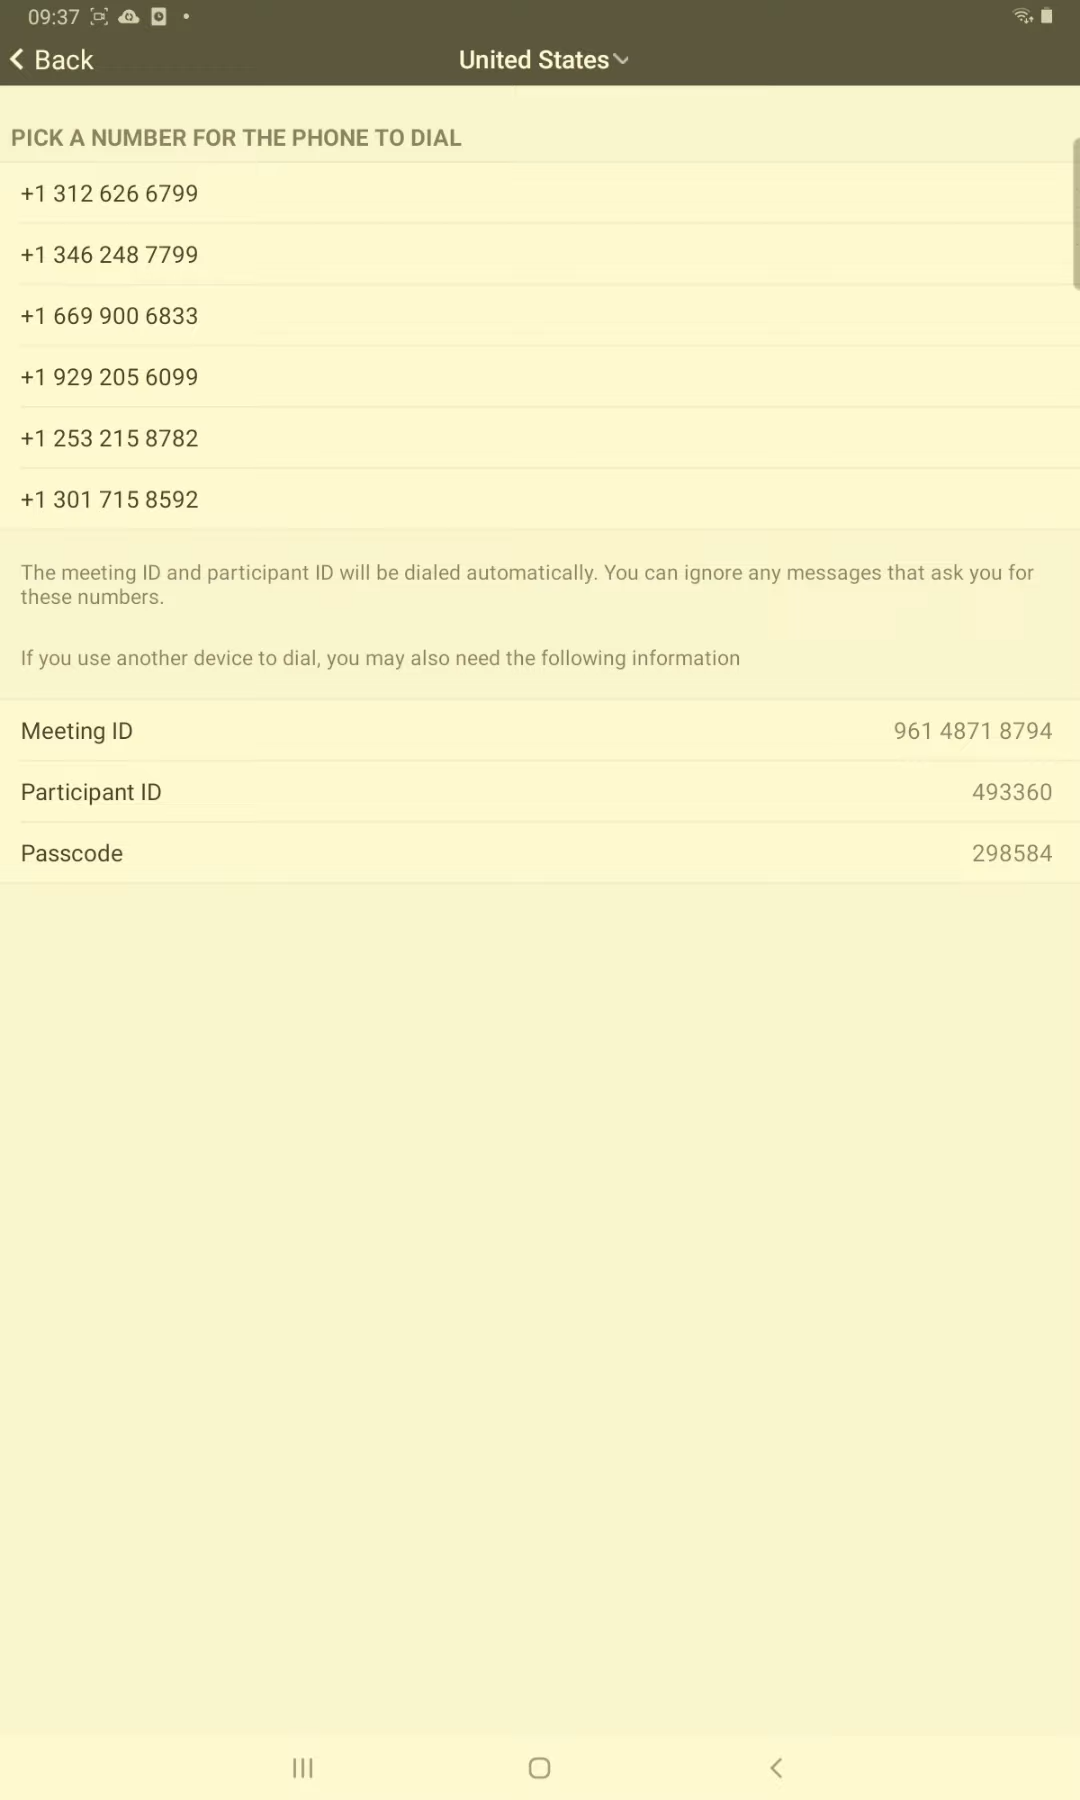 09:37
Back
United States
PICK A NUMBER FOR THE PHONE TO DIAL
+1 312 626 6799
+1 346 248 7799
+1 669 900 6833
+1 929 205 6099
+1 253 215 8782
+1 301 715 8592
The meeting ID and participant ID will be dialed automatically. You can ignore any messages that ask you for
these numbers.
If you use another device to dial, you may also need the following information
Meeting ID 961 4871 8794
Participant ID 493360
Passcode 298584